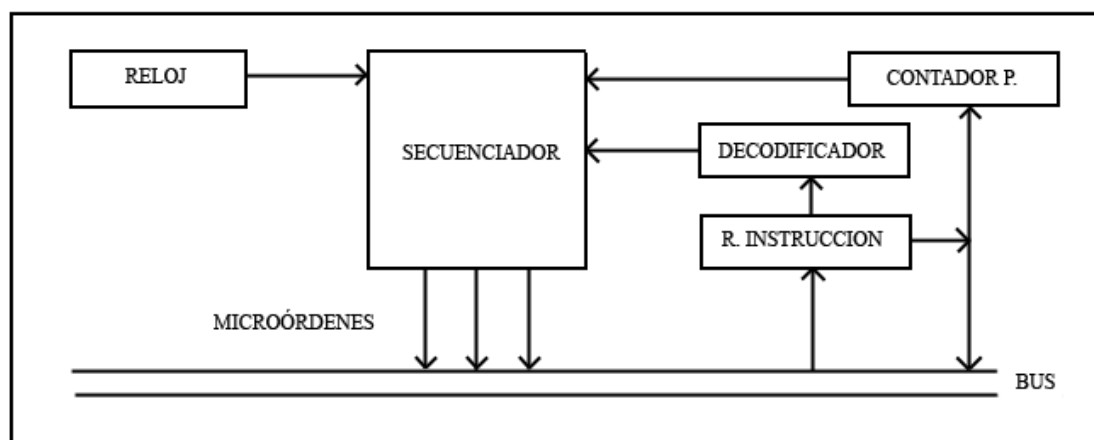 RELOJ
CONTADOR P.
SECUENCIADOR
DECODIFICADOR
R. INSTRUCCION
MICROÓRDENES
BUS